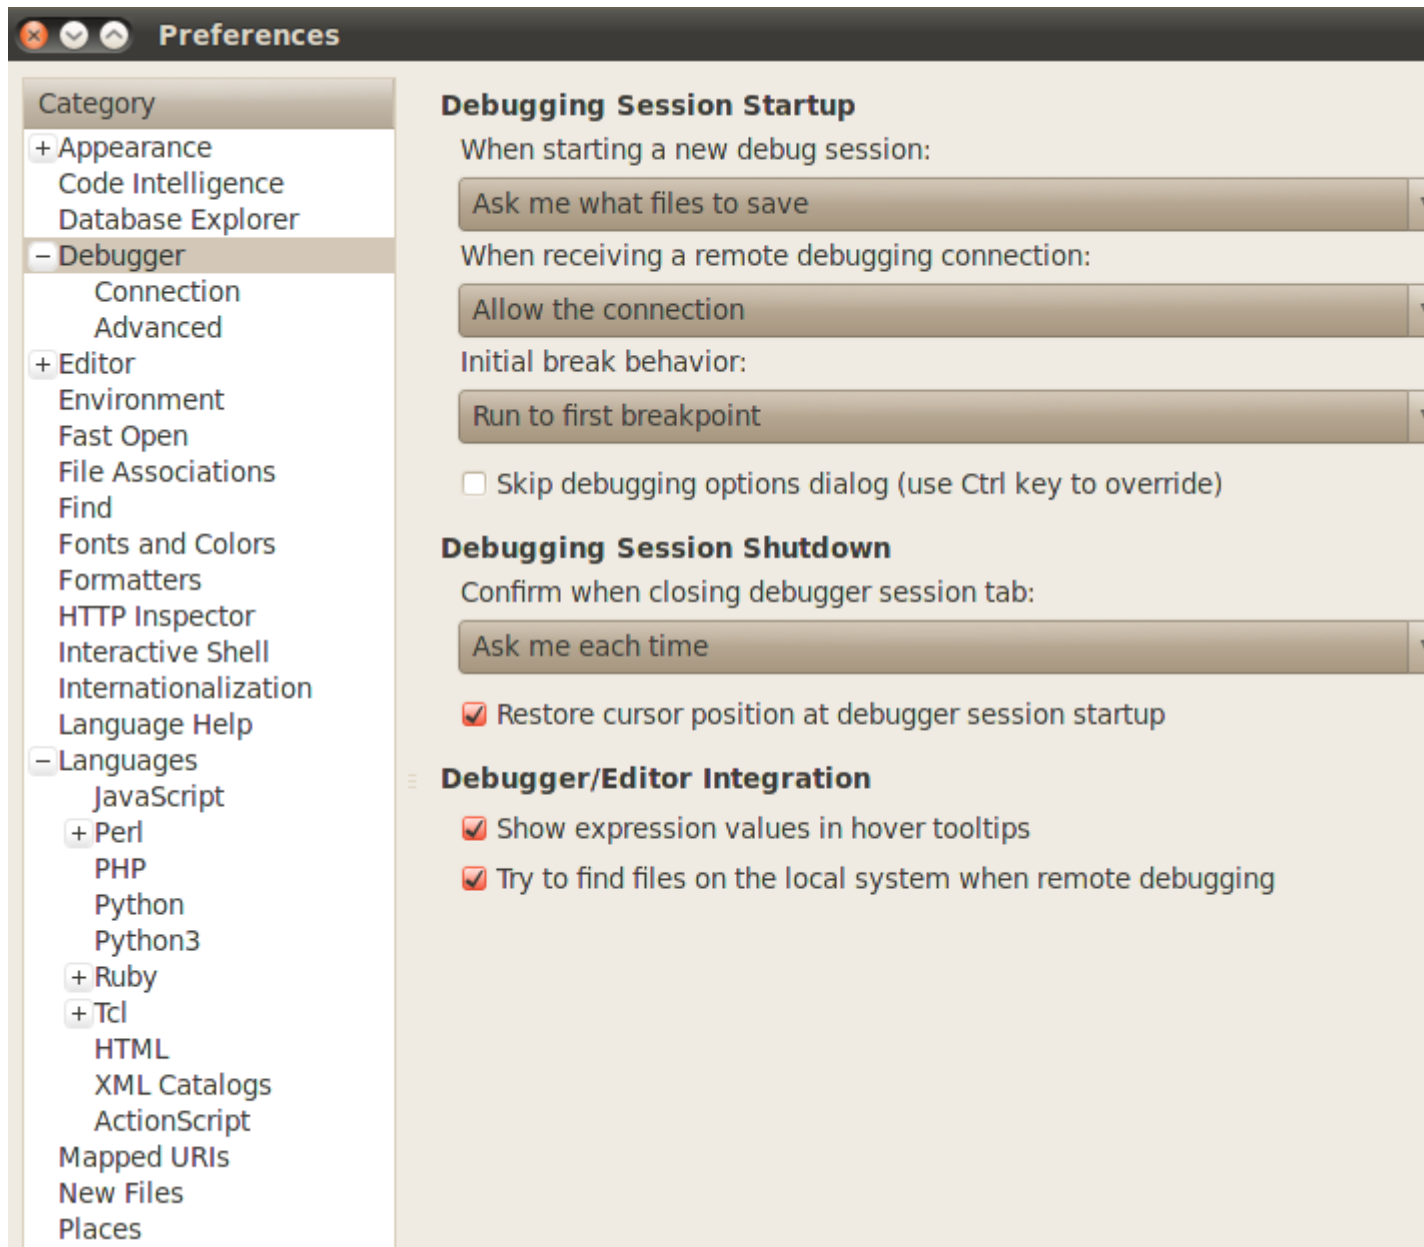 Preferences
Category
Appearance
Code Intelligence
Database Explorer
Debugger
Connection
Advanced
Editor
Environment
Fast Open
File Associations
Find
Fonts and Colors
Formatters
HTTP Inspector
Interactive Shell
Internationalization
Language Help
Languages
JavaScript
Perl
PHP
Python
Python3
Ruby
Tcl
HTML
XML Catalogs
ActionScript
Mapped URIs
New Files
Places
Debugging Session Startup
When starting a new debug session:
Ask me what files to save
When receiving a remote debugging connection:
Allow the connection
Initial break behavior:
Run to first breakpoint
Skip debugging options dialog (use Ctrl key to override)
Debugging Session Shutdown
Confirm when closing debugger session tab:
Ask me each time
Restore cursor position at debugger session startup
Debugger/Editor Integration
Show expression values in hover tooltips
Try to find files on the local system when remote debugging